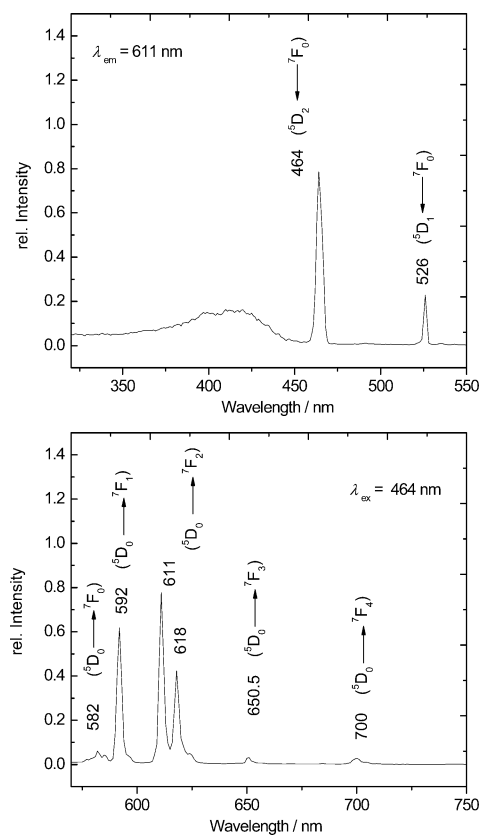 1.4
1.2
1.0
0.8
0.6
0.4
0.2
0.0
rel. Intensity
λ em = 611 nm
464 (⁵D₂ ← ⁷F₀)
526 (⁵D₁ ← ⁷F₀)
350 400 450 500 550
Wavelength / nm
1.4
1.2
1.0
0.8
0.6
0.4
0.2
0.0
rel. Intensity
λ ex = 464 nm
582 (⁵D₀ → ⁷F₀)
592 (⁵D₀ → ⁷F₁)
611
618
(⁵D₀ → ⁷F₂)
650.5 (⁵D₀ → ⁷F₃)
700 (⁵D₀ → ⁷F₄)
600 650 700 750
Wavelength / nm